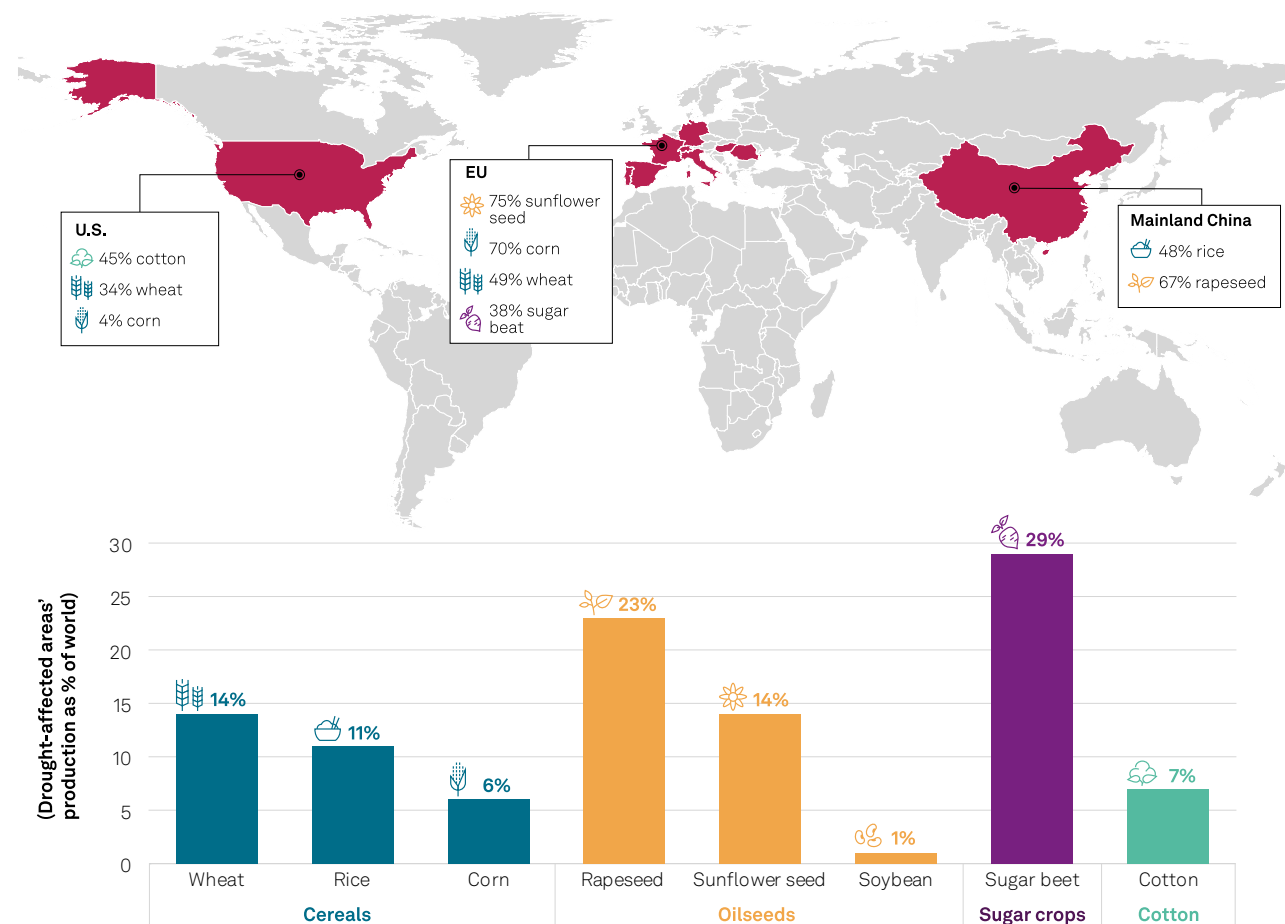 U.S.
45% cotton
34% wheat
4% corn
EU
75% sunflower
seed
70% corn
49% wheat
38% sugar
beat
Mainland China
48% rice
67% rapeseed
(Drought-affected areas’
production as % of world)
30
25
20
15
10
5
0
14%
11%
6%
23%
14%
1%
29%
7%
Wheat
Rice
Corn
Rapeseed
Sunflower seed
Soybean
Sugar beet
Cotton
Cereals
Oilseeds
Sugar crops
Cotton